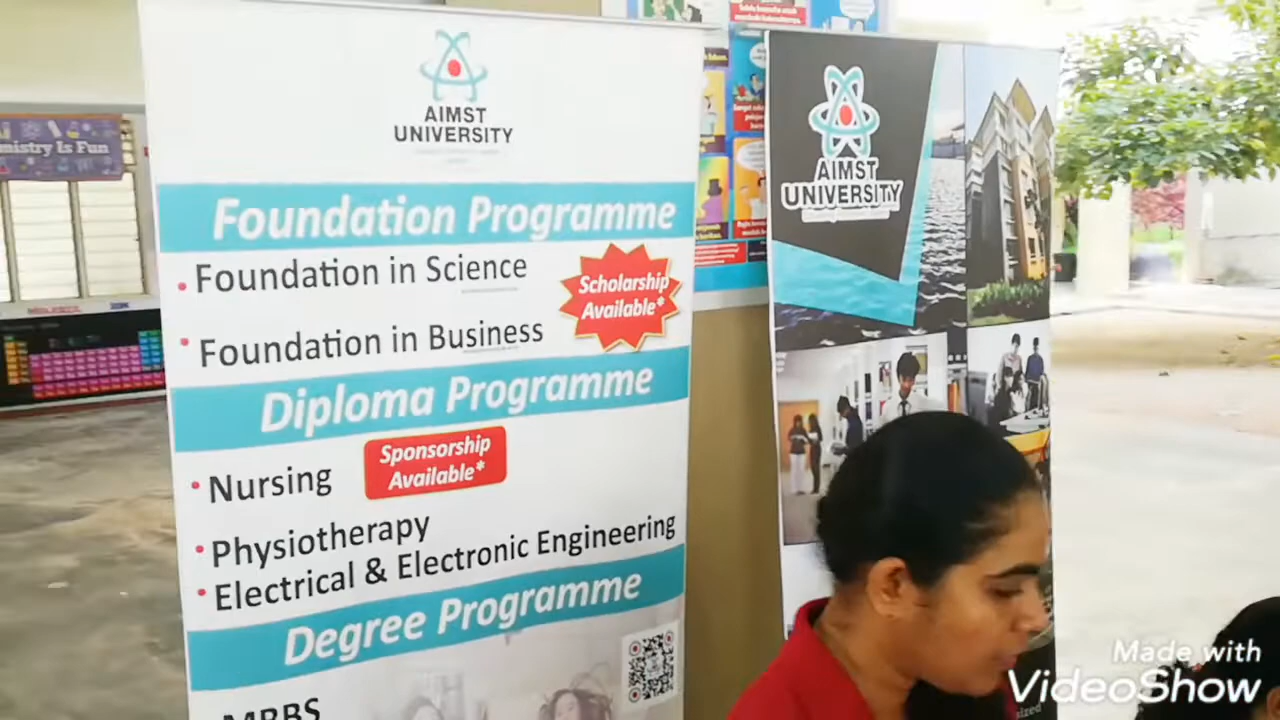 AIMST
UNIVERSITY
Foundation Programme
• Foundation in Science
Scholarship
Available*
• Foundation in Business
Diploma Programme
• Nursing
Sponsorship
Available*
• Physiotherapy
• Electrical & Electronic Engineering
Degree Programme
MBBS
AIMST
UNIVERSITY
mistry Is Fun
Made with
VideoShow